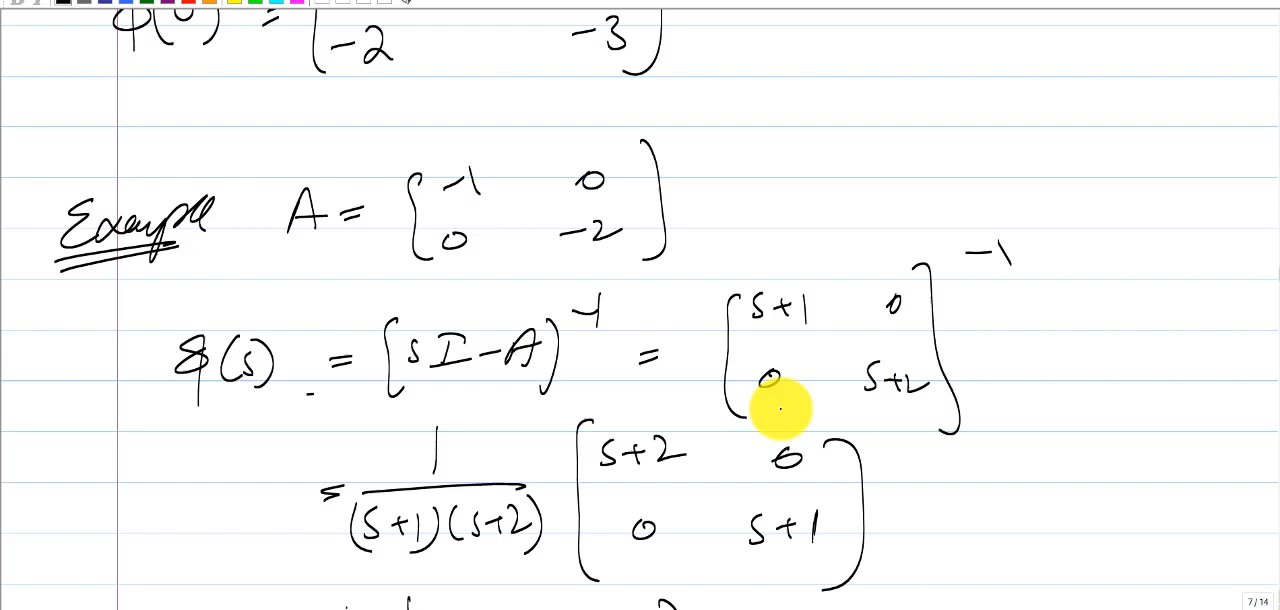 φ(0) = [ -2 -3 ]
Example A = [ -1 0
0 -2 ]
φ(s) = [sI-A]^-1 = [ s+1 0
0 s+2 ]^-1
= 1/((s+1)(s+2)) [ s+2 0
0 s+1 ]
7/14